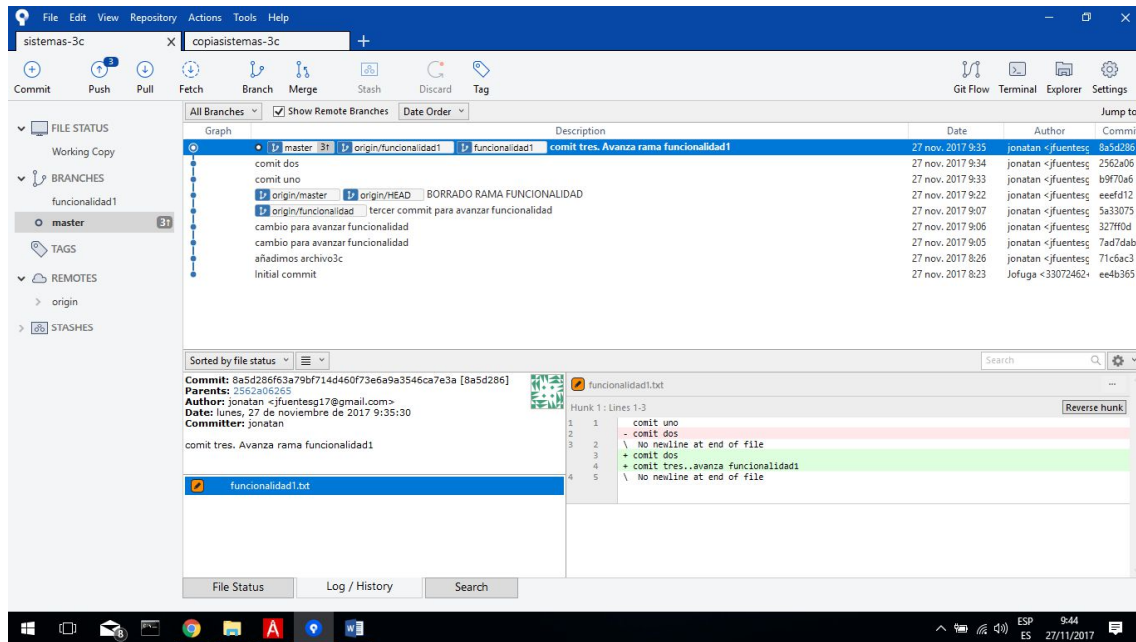 File Edit View Repository Actions Tools Help
sistemas-3c X copiasistemas-3c +
3
Commit Push Pull Fetch Branch Merge Stash Discard Tag Git Flow Terminal Explorer Settings
All Branches Show Remote Branches Date Order Jump to
Graph Description Date Author Commi
FILE STATUS
Working Copy
BRANCHES
funcionalidad1
master 3↑
TAGS
REMOTES
origin
STASHES
master 3↑ origin/funcionalidad1 funcionalidad1 comit tres. Avanza rama funcionalidad1 27 nov. 2017 9:35 jonatan <jfuentesg 8a5d286
comit dos 27 nov. 2017 9:34 jonatan <jfuentesg 2562a06
comit uno 27 nov. 2017 9:33 jonatan <jfuentesg b9f70a6
origin/master origin/HEAD BORRADO RAMA FUNCIONALIDAD 27 nov. 2017 9:22 jonatan <jfuentesg eeefd12
origin/funcionalidad tercer commit para avanzar funcionalidad 27 nov. 2017 9:07 jonatan <jfuentesg 5a33075
cambio para avanzar funcionalidad 27 nov. 2017 9:06 jonatan <jfuentesg 327ff0d
cambio para avanzar funcionalidad 27 nov. 2017 9:05 jonatan <jfuentesg 7ad7dab
añadimos archivo3c 27 nov. 2017 8:26 jonatan <jfuentesg 71c6ac3
Initial commit 27 nov. 2017 8:23 Jofuga <33072462+ ee4b365
Sorted by file status Search
Commit: 8a5d286f63a79bf714d460f73e6a9a3546ca7e3a [8a5d286]
Parents: 2562a06265
Author: jonatan <jfuentesg17@gmail.com>
Date: lunes, 27 de noviembre de 2017 9:35:30
Committer: jonatan
comit tres. Avanza rama funcionalidad1
funcionalidad1.txt
funcionalidad1.txt ...
Hunk 1 : Lines 1-3 Reverse hunk
1 1 comit uno
2 - comit dos
3 2 \ No newline at end of file
3 + comit dos
4 + comit tres..avanza funcionalidad1
4 5 \ No newline at end of file
File Status Log / History Search
8 ESP 9:44
ES 27/11/2017